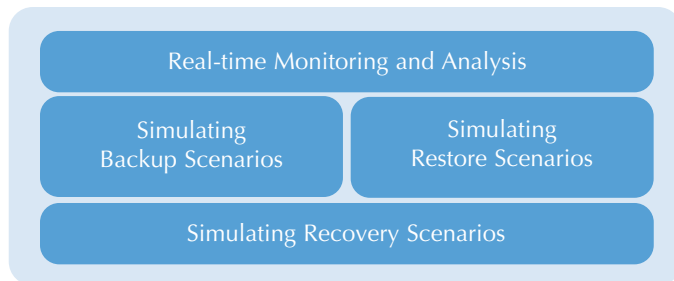 Real-time Monitoring and Analysis
Simulating
Backup Scenarios
Simulating
Restore Scenarios
Simulating Recovery Scenarios